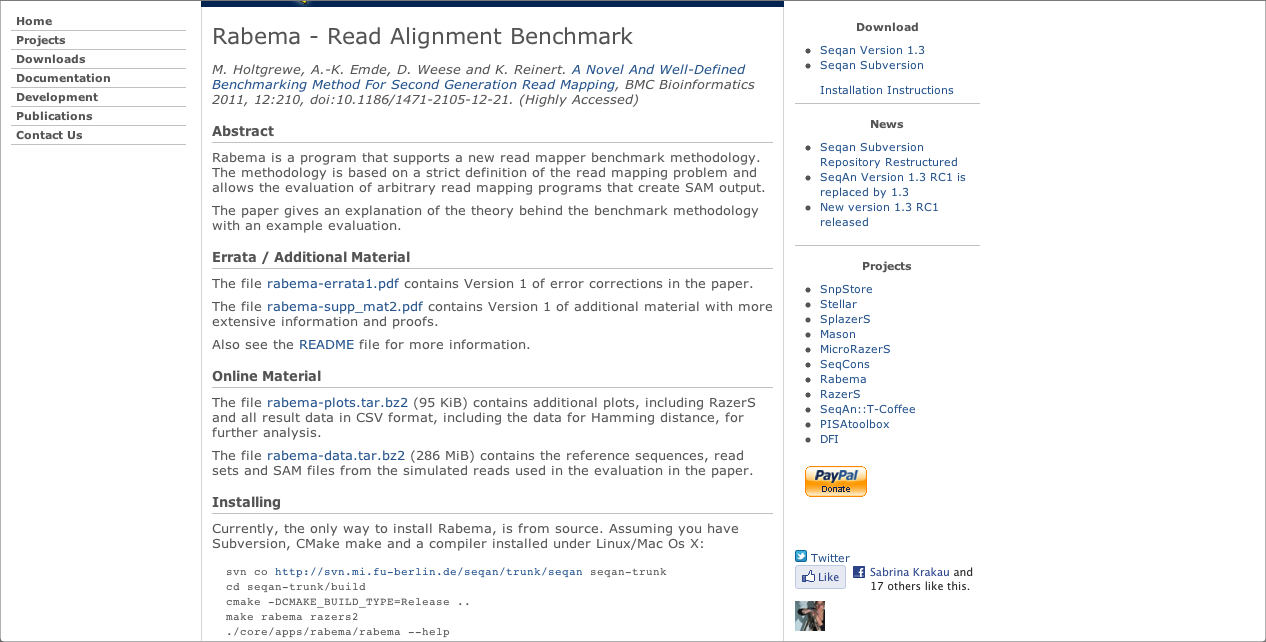 Home
Projects
Downloads
Documentation
Development
Publications
Contact Us
Rabema - Read Alignment Benchmark
M. Holtgrewe, A.-K. Emde, D. Weese and K. Reinert. A Novel And Well-Defined
Benchmarking Method For Second Generation Read Mapping, BMC Bioinformatics
2011, 12:210, doi:10.1186/1471-2105-12-21. (Highly Accessed)
Abstract
Rabema is a program that supports a new read mapper benchmark methodology.
The methodology is based on a strict definition of the read mapping problem and
allows the evaluation of arbitrary read mapping programs that create SAM output.
The paper gives an explanation of the theory behind the benchmark methodology
with an example evaluation.
Errata / Additional Material
The file rabema-errata1.pdf contains Version 1 of error corrections in the paper.
The file rabema-supp_mat2.pdf contains Version 1 of additional material with more
extensive information and proofs.
Also see the README file for more information.
Online Material
The file rabema-plots.tar.bz2 (95 KiB) contains additional plots, including RazerS
and all result data in CSV format, including the data for Hamming distance, for
further analysis.
The file rabema-data.tar.bz2 (286 MiB) contains the reference sequences, read
sets and SAM files from the simulated reads used in the evaluation in the paper.
Installing
Currently, the only way to install Rabema, is from source. Assuming you have
Subversion, CMake make and a compiler installed under Linux/Mac Os X:
svn co http://svn.mi.fu-berlin.de/seqan/trunk/seqan seqan-trunk
cd seqan-trunk/build
cmake -DCMAKE_BUILD_TYPE=Release ..
make rabema razers2
./core/apps/rabema/rabema --help
Download
Seqan Version 1.3
Seqan Subversion
Installation Instructions
News
Seqan Subversion
Repository Restructured
SeqAn Version 1.3 RC1 is
replaced by 1.3
New version 1.3 RC1
released
Projects
SnpStore
Stellar
SplazerS
Mason
MicroRazerS
SeqCons
Rabema
RazerS
SeqAn::T-Coffee
PISAtoolbox
DFI
PayPal
Donate
Twitter
Like
Sabrina Krakau and
17 others like this.